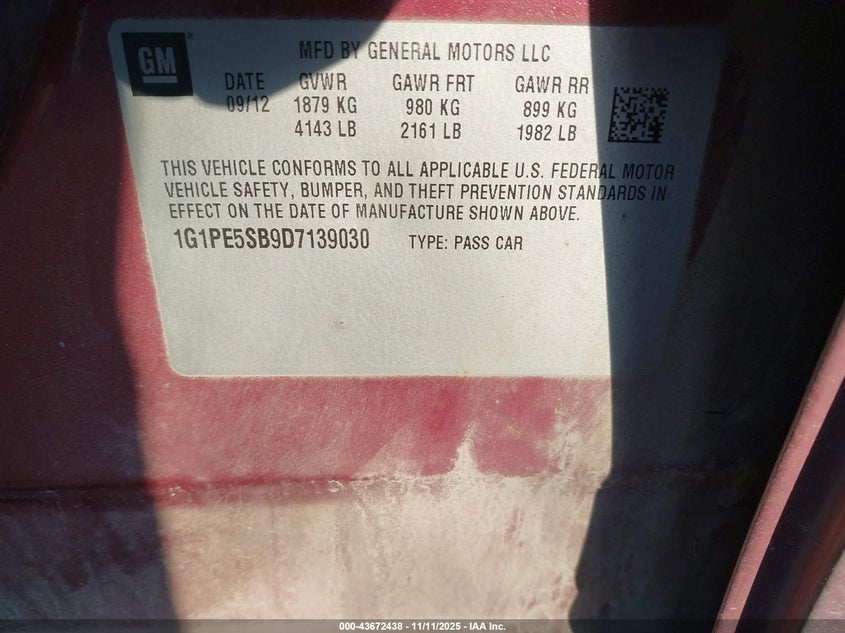 GM
®
MFD BY GENERAL MOTORS LLC
DATE GVWR GAWR FRT GAWR RR
09/12 1879 KG 980 KG 899 KG
4143 LB 2161 LB 1982 LB
THIS VEHICLE CONFORMS TO ALL APPLICABLE U.S. FEDERAL MOTOR
VEHICLE SAFETY, BUMPER, AND THEFT PREVENTION STANDARDS IN
EFFECT ON THE DATE OF MANUFACTURE SHOWN ABOVE.
1G1PE5SB9D7139030 TYPE: PASS CAR
000-43672438 - 11/11/2025 - IAA Inc.